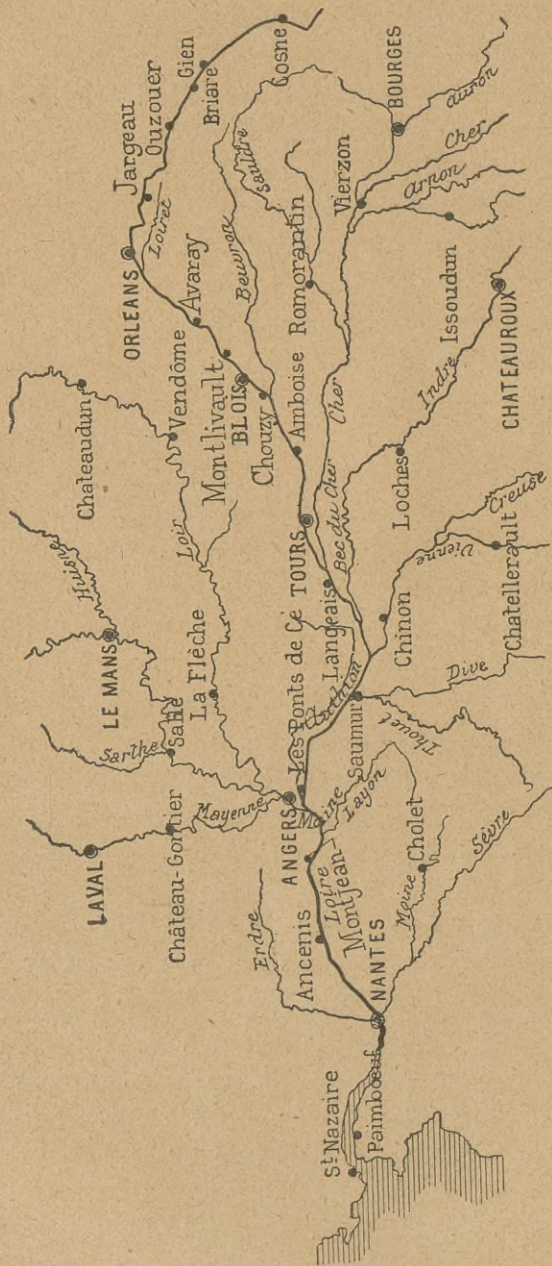 LAVAL
LE MANS
Huisne
Chateaudun
Sarthe
Sablé
Château-Gontier
Mayenne
La Flèche
Loir
Vendôme
ORLEANS
Jargeau
Ouzouer
Gien
Briare
Cosne
Loiret
Avaray
Montlivault
BLOIS
Chouzy
Beuvron
Sauldre
Amboise
Romorantin
Vierzon
BOURGES
Auron
Cher
Arnon
Erdre
ANGERS
Maine
Les Ponts de Cé
TOURS
Langeais
Cher
Bec du Cher
Ancenis
Loire
Montjean
Layon
Saumur
Chinon
Loches
Indre
Issoudun
CHATEAUROUX
Thouet
Dive
Vienne
Creuse
Chatellerault
St. Nazaire
Paimboeuf
NANTES
Moine
Cholet
Sèvre